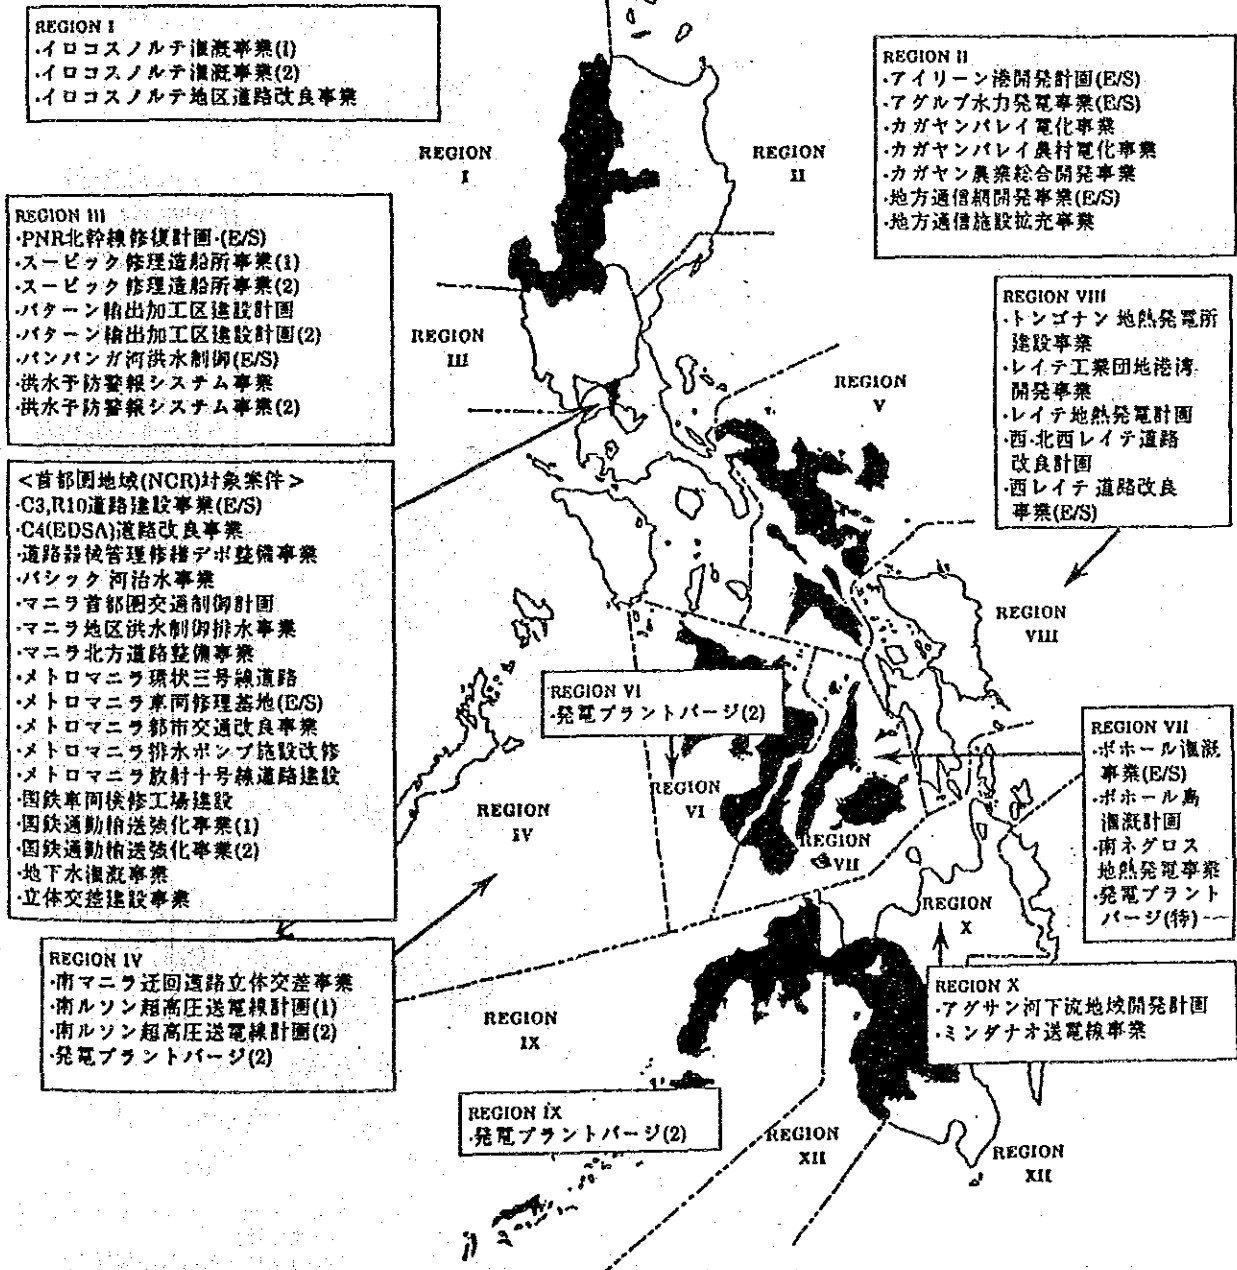 REGION I
・イロコスノルテ灌漑事業(1)
・イロコスノルテ灌漑事業(2)
・イロコスノルテ地区道路改良事業
REGION II
・アイリーン港開発計画(E/S)
・アグルブ水力発電事業(E/S)
・カガヤンバレイ電化事業
・カガヤンバレイ農村電化事業
・カガヤン農業総合開発事業
・地方通信網開発事業(E/S)
・地方通信施設拡充事業
REGION
I
REGION
II
REGION III
・PNR北幹線修復計画・(E/S)
・スービック修理造船所事業(1)
・スービック修理造船所事業(2)
・バターン輸出加工区建設計画
・バターン輸出加工区建設計画(2)
・パンパンガ河洪水制御(E/S)
・洪水予防警報システム事業
・洪水予防警報システム事業(2)
REGION
III
REGION VIII
・トンゴナン 地熱発電所
建設事業
・レイテ工業団地港湾
開発事業
・レイテ地熱発電計画
・西・北西レイテ道路
改良計画
・西レイテ 道路改良
事業(E/S)
REGION
V
<首都圏地域(NCR)対象案件>
・C3,R10道路建設事業(E/S)
・C4(EDSA)道路改良事業
・道路器械管理修繕デポ整備事業
・パシック 河治水事業
・マニラ首都圏交通制御計画
・マニラ地区洪水制御排水事業
・マニラ北方道路整備事業
・メトロマニラ環状三号線道路
・メトロマニラ車両修理基地(E/S)
・メトロマニラ都市交通改良事業
・メトロマニラ排水ポンプ施設改修
・メトロマニラ放射十号線道路建設
・国鉄車両検修工場建設
・国鉄通勤輸送強化事業(1)
・国鉄通勤輸送強化事業(2)
・地下水灌漑事業
・立体交差建設事業
REGION
VIII
REGION VI
・発電プラントバージ(2)
REGION
VI
REGION
IV
REGION VII
・ボホール灌漑
事業(E/S)
・ボホール島
灌漑計画
・南ネグロス
地熱発電事業
・発電プラント
バージ(特)
REGION
VII
REGION
X
REGION IV
・南マニラ迂回道路立体交差事業
・南ルソン超高圧送電線計画(1)
・南ルソン超高圧送電線計画(2)
・発電プラントバージ(2)
REGION
IX
REGION X
・アグサン河下流地域開発計画
・ミンダナオ送電線事業
REGION IX
・発電プラントバージ(2)
REGION
XII
REGION
XII